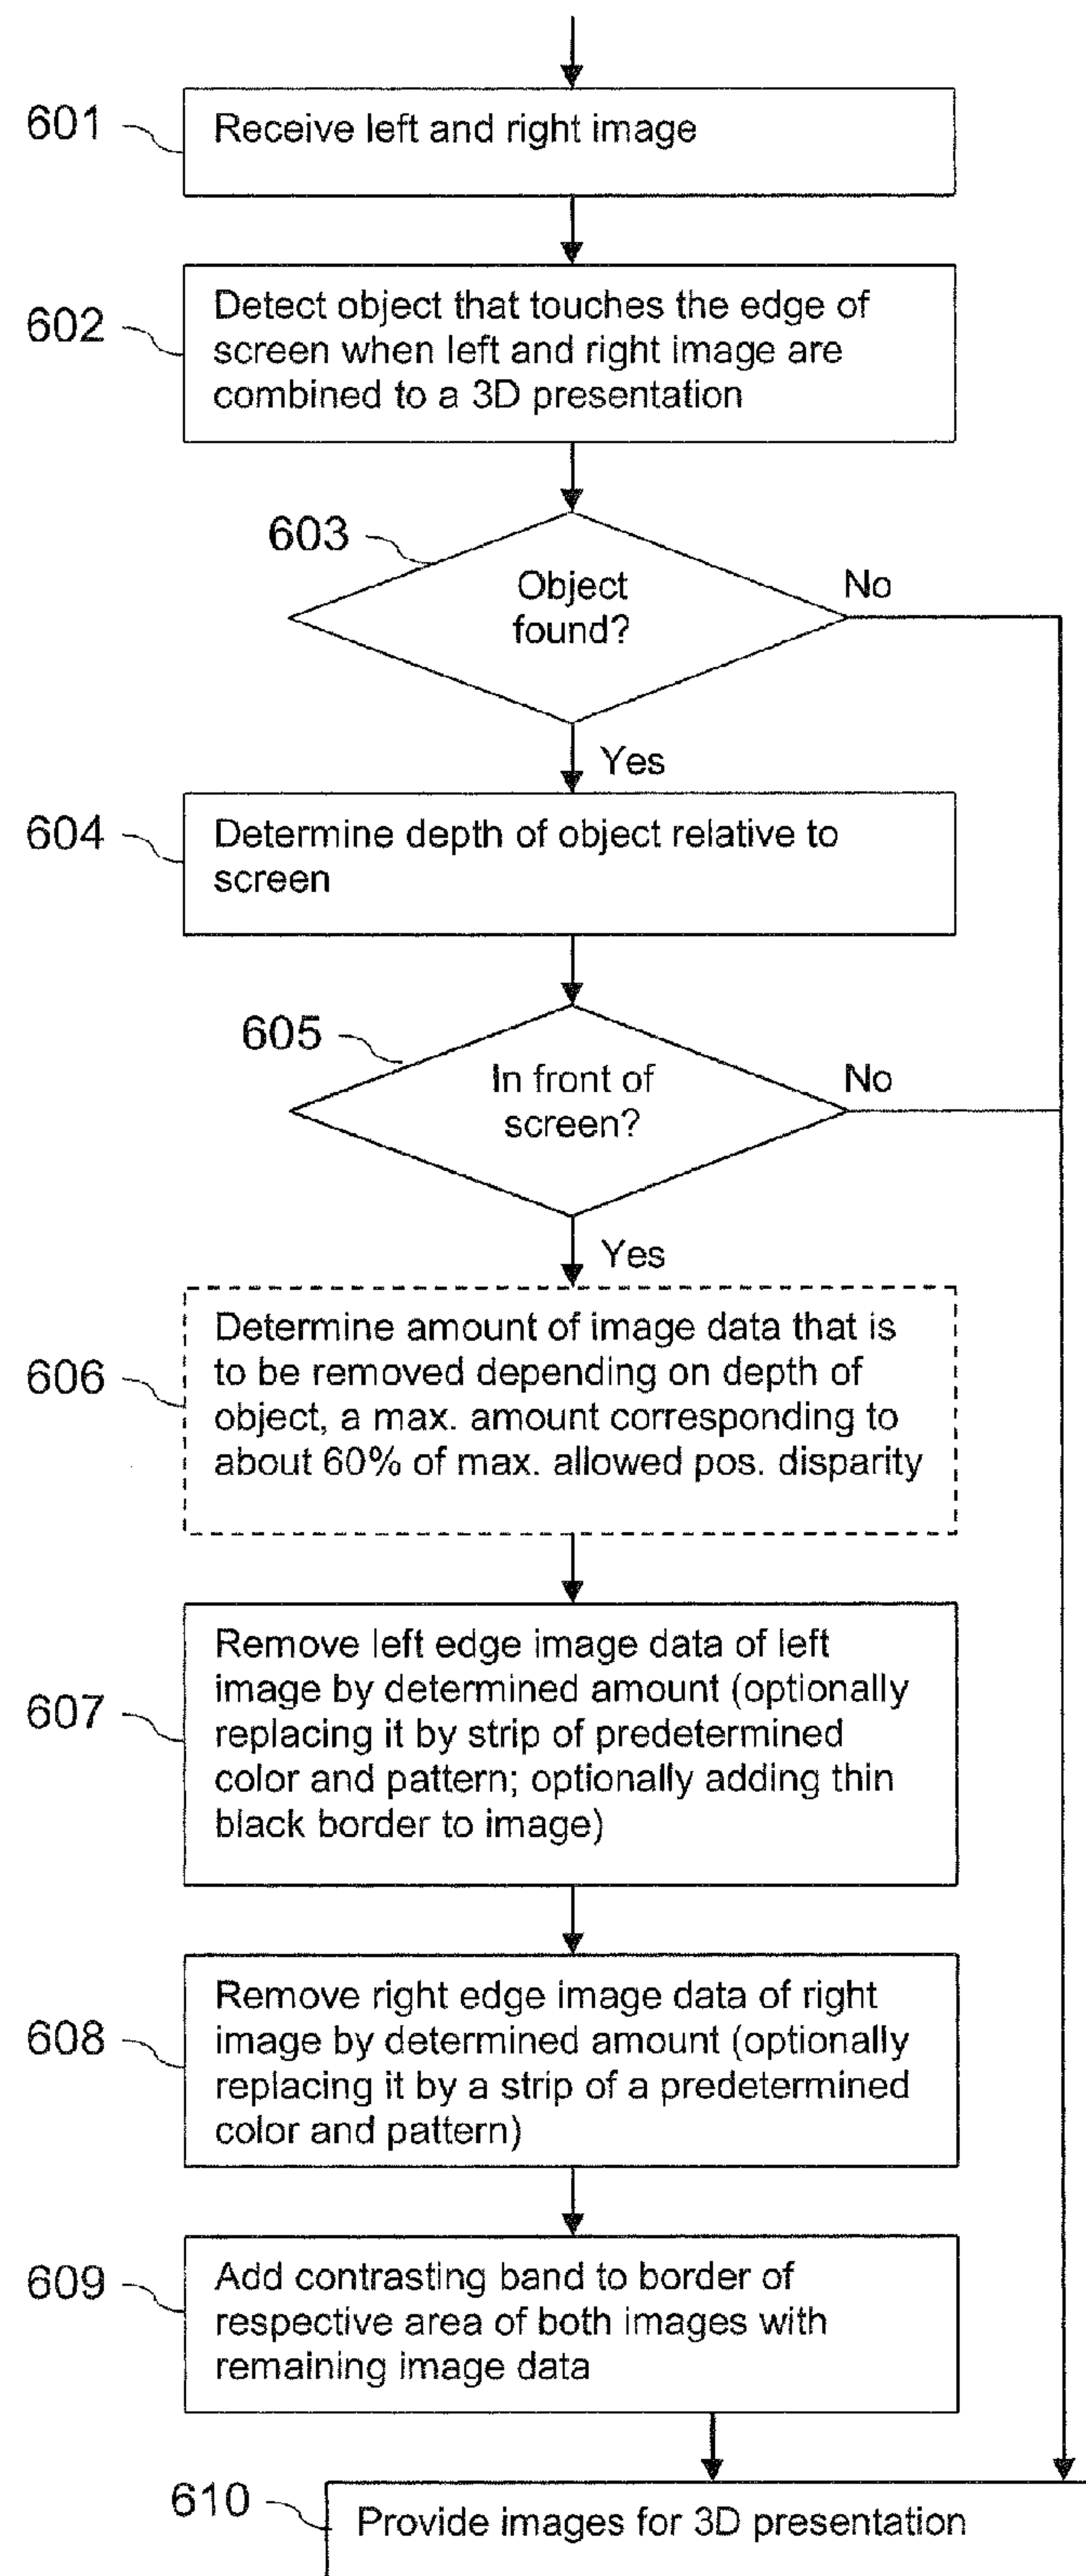 601
Receive left and right image
602
Detect object that touches the edge of
screen when left and right image are
combined to a 3D presentation
603
Object
found?
No
Yes
604
Determine depth of object relative to
screen
605
In front of
screen?
No
Yes
606
Determine amount of image data that is
to be removed depending on depth of
object, a max. amount corresponding to
about 60% of max. allowed pos. disparity
607
Remove left edge image data of left
image by determined amount (optionally
replacing it by strip of predetermined
color and pattern; optionally adding thin
black border to image)
608
Remove right edge image data of right
image by determined amount (optionally
replacing it by a strip of a predetermined
color and pattern)
609
Add contrasting band to border of
respective area of both images with
remaining image data
610
Provide images for 3D presentation